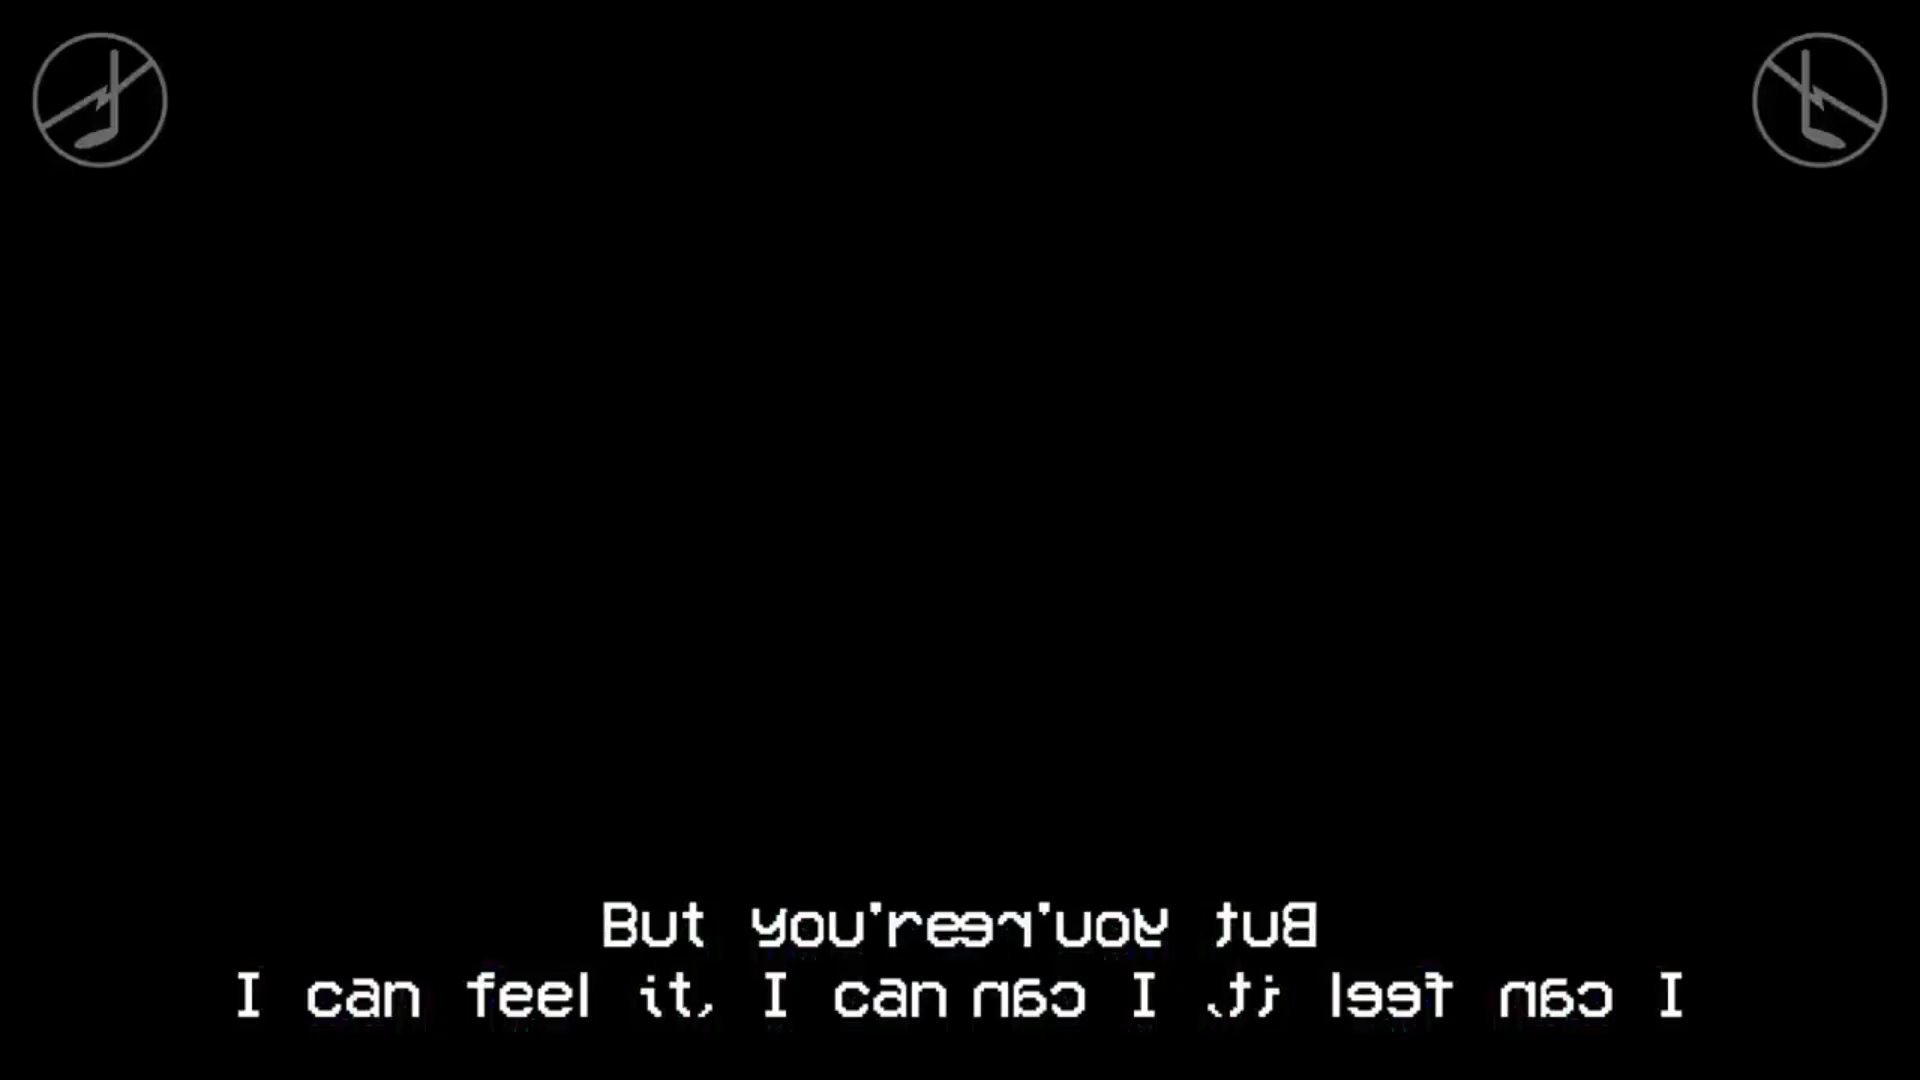 But you'reer'uoy tuB
I can feel it, I can nac I ,ti leef nac I